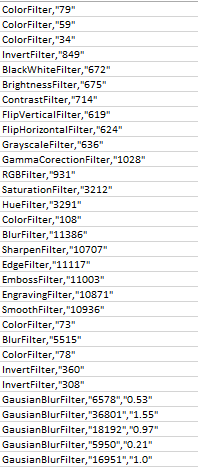 ColorFilter,"79"
ColorFilter,"59"
ColorFilter,"34"
InvertFilter,"849"
BlackWhiteFilter,"672"
BrightnessFilter,"675"
ContrastFilter,"714"
FlipVerticalFilter,"619"
FlipHorizontalFilter,"624"
GrayscaleFilter,"636"
GammaCorectionFilter,"1028"
RGBFilter,"931"
SaturationFilter,"3212"
HueFilter,"3291"
ColorFilter,"108"
BlurFilter,"11386"
SharpenFilter,"10707"
EdgeFilter,"11117"
EmbossFilter,"11003"
EngravingFilter,"10871"
SmoothFilter,"10936"
ColorFilter,"73"
BlurFilter,"5515"
ColorFilter,"78"
InvertFilter,"360"
InvertFilter,"308"
GausianBlurFilter,"6578","0.53"
GausianBlurFilter,"36801","1.55"
GausianBlurFilter,"18192","0.97"
GausianBlurFilter,"5950","0.21"
GausianBlurFilter,"16951","1.0"